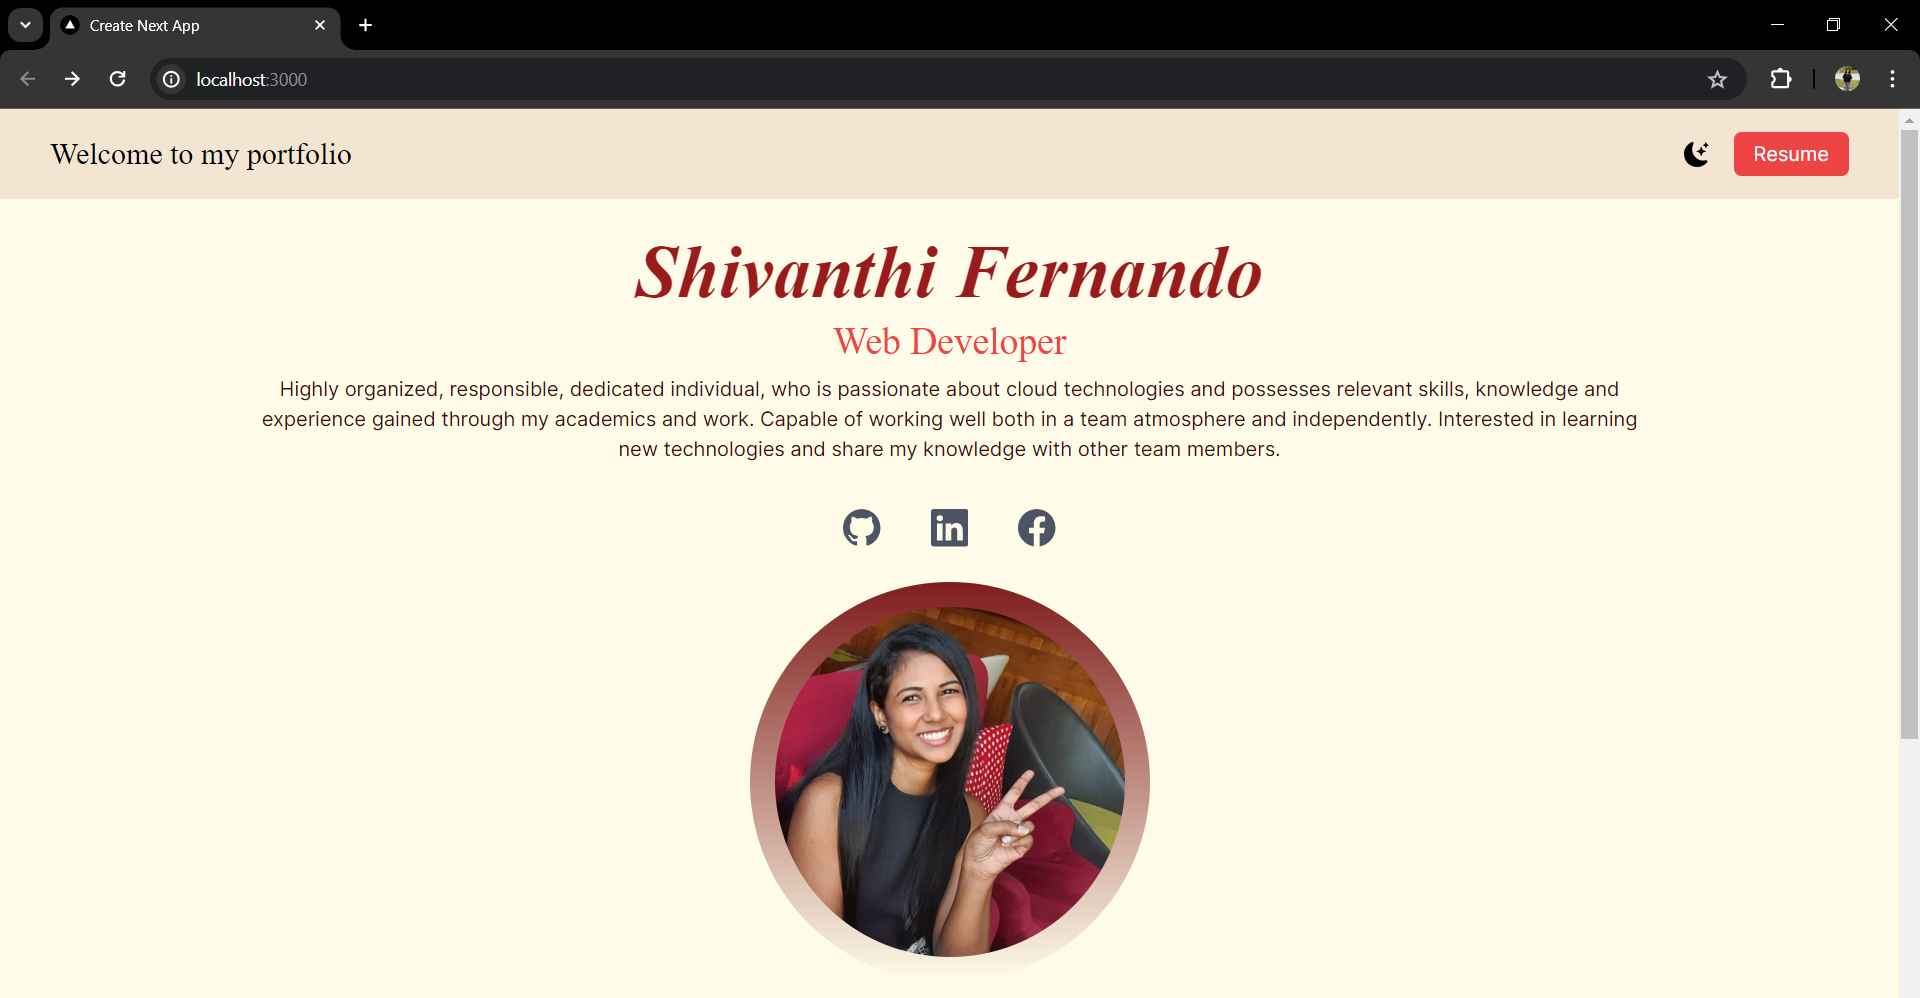 Create Next App
localhost:3000
Welcome to my portfolio
Resume
Shivanthi Fernando
Web Developer
Highly organized, responsible, dedicated individual, who is passionate about cloud technologies and possesses relevant skills, knowledge and
experience gained through my academics and work. Capable of working well both in a team atmosphere and independently. Interested in learning
new technologies and share my knowledge with other team members.
in